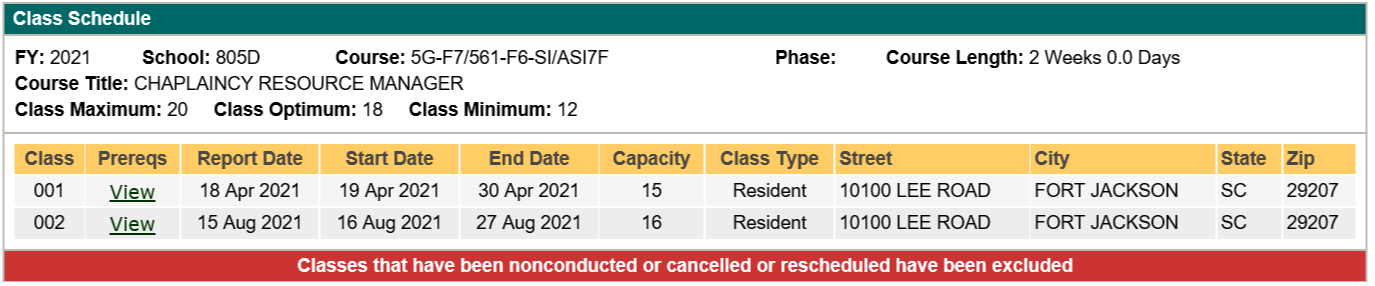 Class Schedule
FY: 2021 School: 805D Course: 5G-F7/561-F6-SI/ASI7F Phase: Course Length: 2 Weeks 0.0 Days
Course Title: CHAPLAINCY RESOURCE MANAGER
Class Maximum: 20 Class Optimum: 18 Class Minimum: 12
Class Prereqs Report Date Start Date End Date Capacity Class Type Street City State Zip
001 View 18 Apr 2021 19 Apr 2021 30 Apr 2021 15 Resident 10100 LEE ROAD FORT JACKSON SC 29207
002 View 15 Aug 2021 16 Aug 2021 27 Aug 2021 16 Resident 10100 LEE ROAD FORT JACKSON SC 29207
Classes that have been nonconducted or cancelled or rescheduled have been excluded